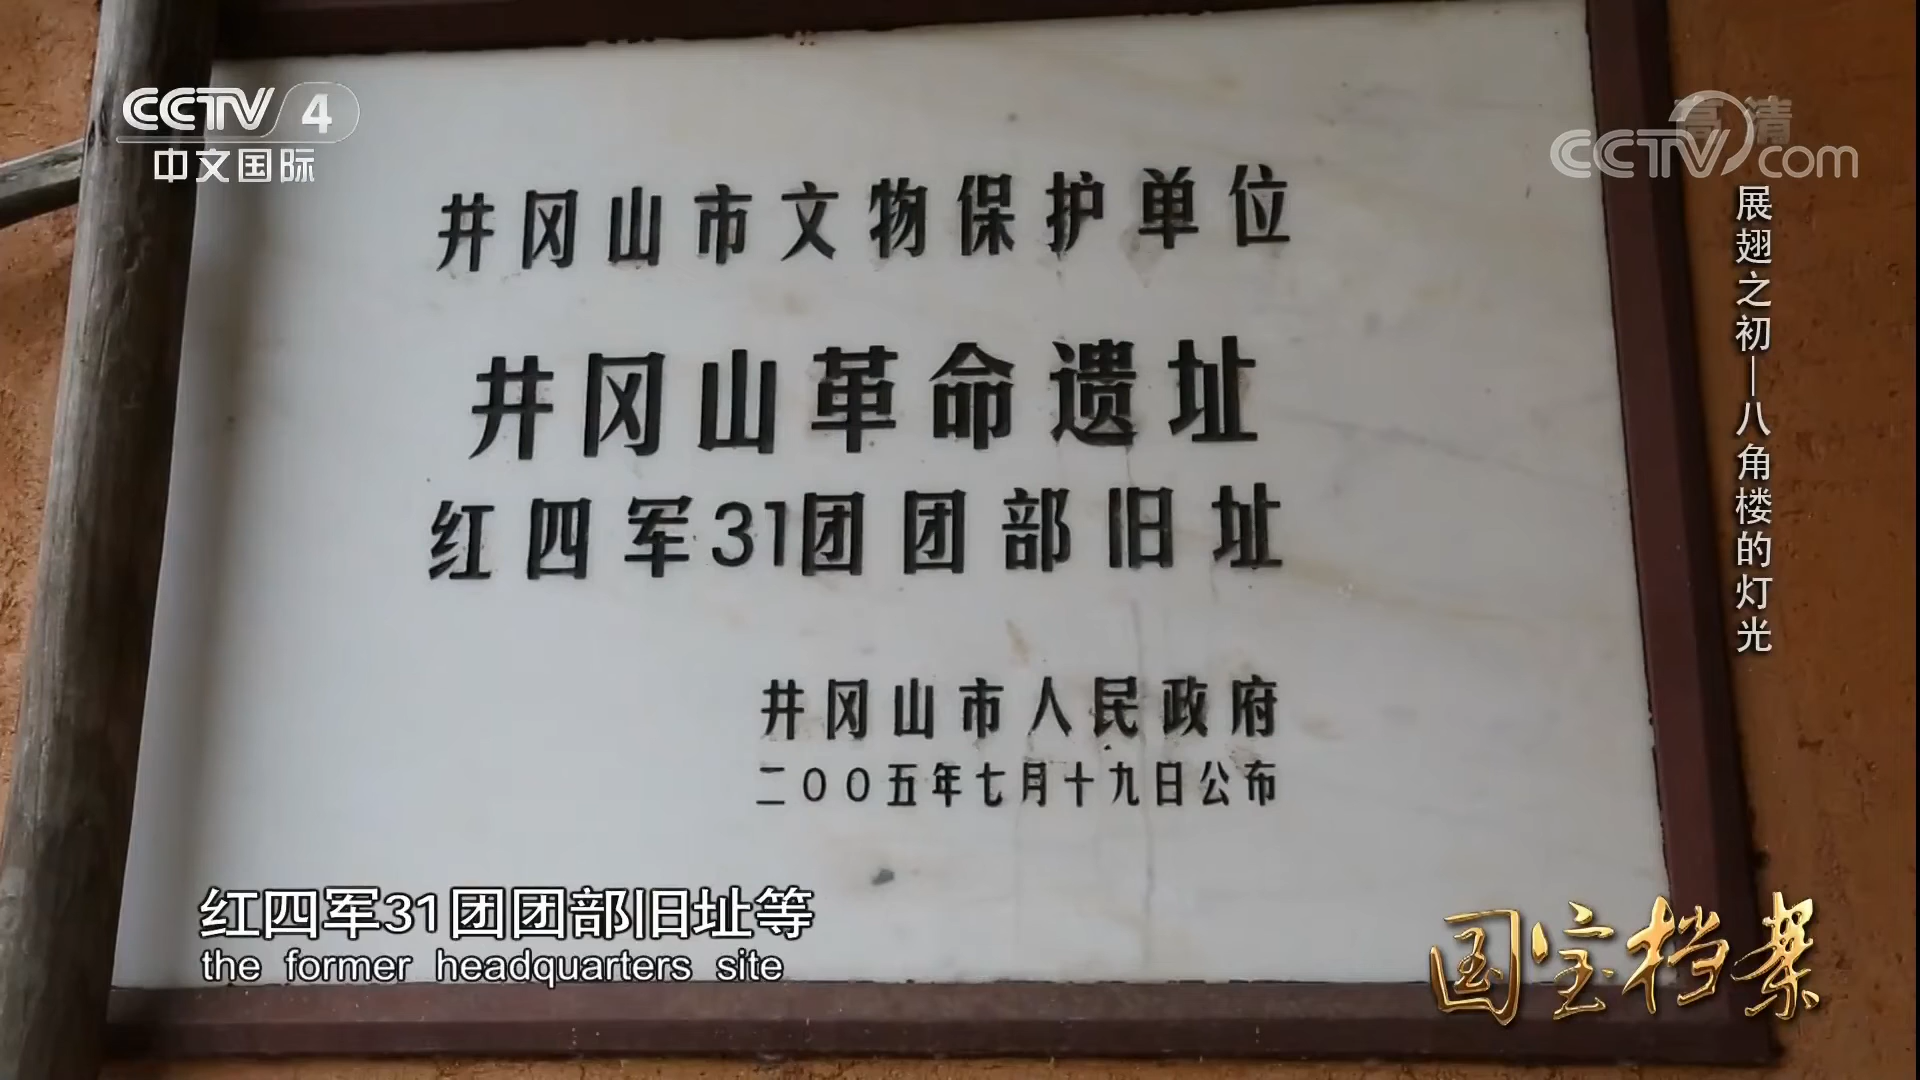 CCTV 4
中文国际
高清
CCTV.com
井冈山市文物保护单位
井冈山革命遗址
红四军31团团部旧址
井冈山市人民政府
二〇〇五年七月十九日公布
展翅之初—八角楼的灯光
红四军31团团部旧址等
the former headquarters site
国宝档案